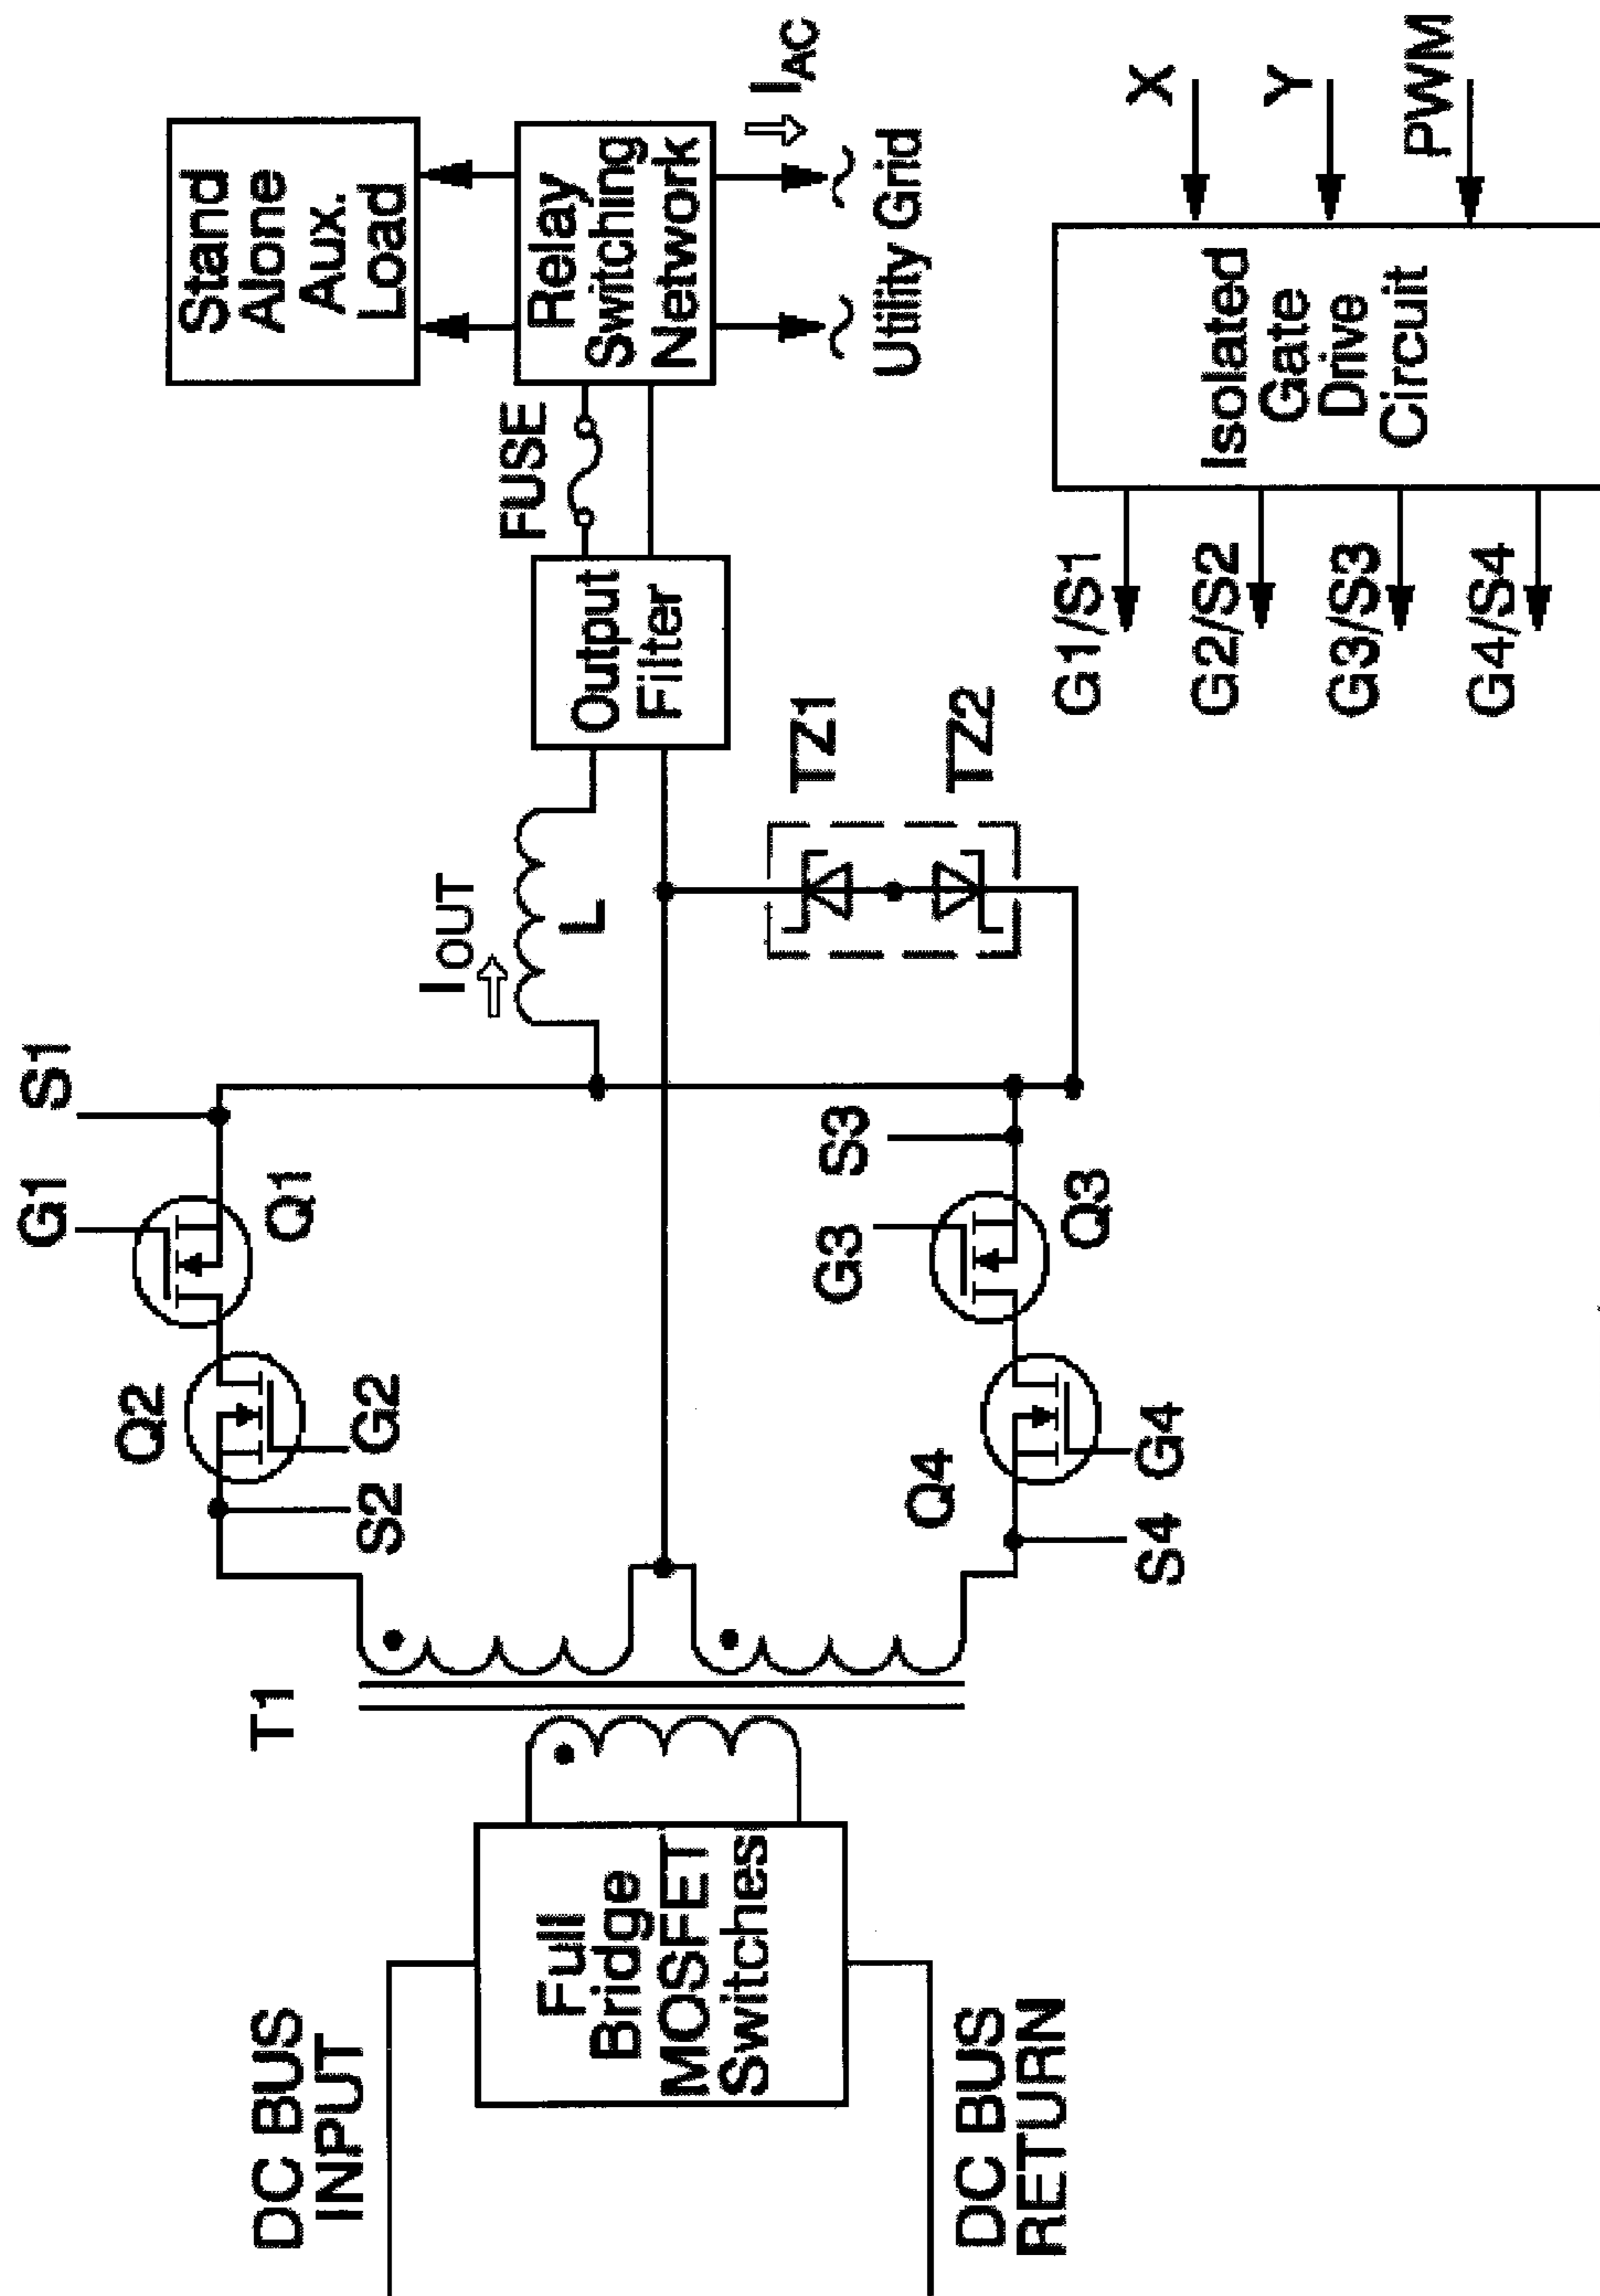 DC BUS
INPUT
DC BUS
RETURN
Full
Bridge
MOSFET
Switches
T1
Q2
S2
G2
G1
S1
Q1
Q4
S4
G4
G3
S3
Q3
IOUT
L
TZ1
TZ2
Output
Filter
FUSE
Relay
Switching
Network
Stand
Alone
Aux.
Load
IAC
Utility Grid
G1/S1
G2/S2
G3/S3
G4/S4
Isolated
Gate
Drive
Circuit
X
Y
PWM